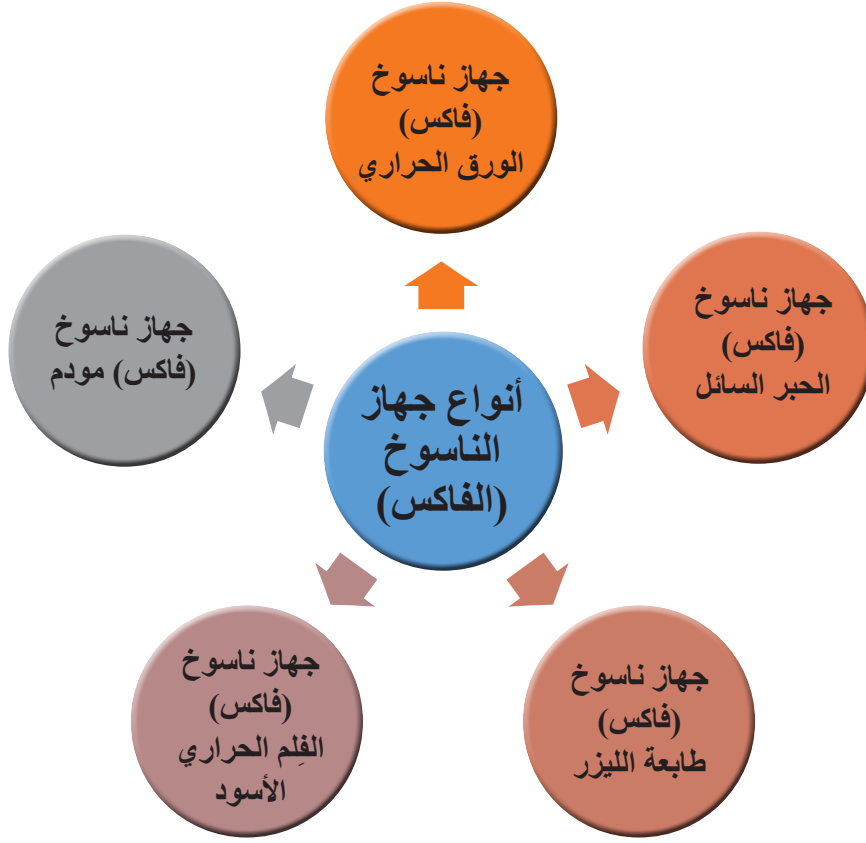 جهاز ناسوخ
(فاكس)
الورق الحراري
جهاز ناسوخ
(فاكس)
الحبر السائل
جهاز ناسوخ
(فاكس) مودم
أنواع جهاز
الناسوخ
(الفاكس)
جهاز ناسوخ
(فاكس)
طابعة الليزر
جهاز ناسوخ
(فاكس)
الفِلم الحراري
الأسود